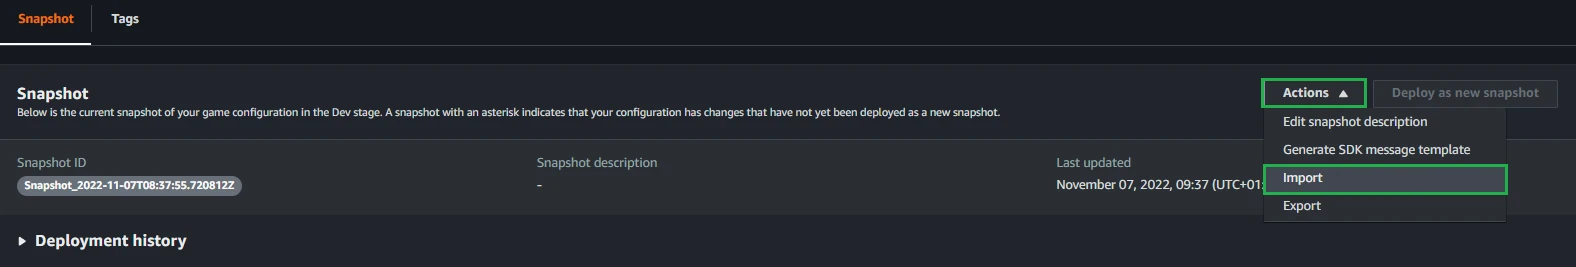 Snapshot
Tags
Snapshot
Below is the current snapshot of your game configuration in the Dev stage. A snapshot with an asterisk indicates that your configuration has changes that have not yet been deployed as a new snapshot.
Actions
Deploy as new snapshot
Edit snapshot description
Generate SDK message template
Import
Export
Snapshot ID
Snapshot_2022-11-07T08:37:55.720812Z
Snapshot description
-
Last updated
November 07, 2022, 09:37 (UTC+01:
Deployment history